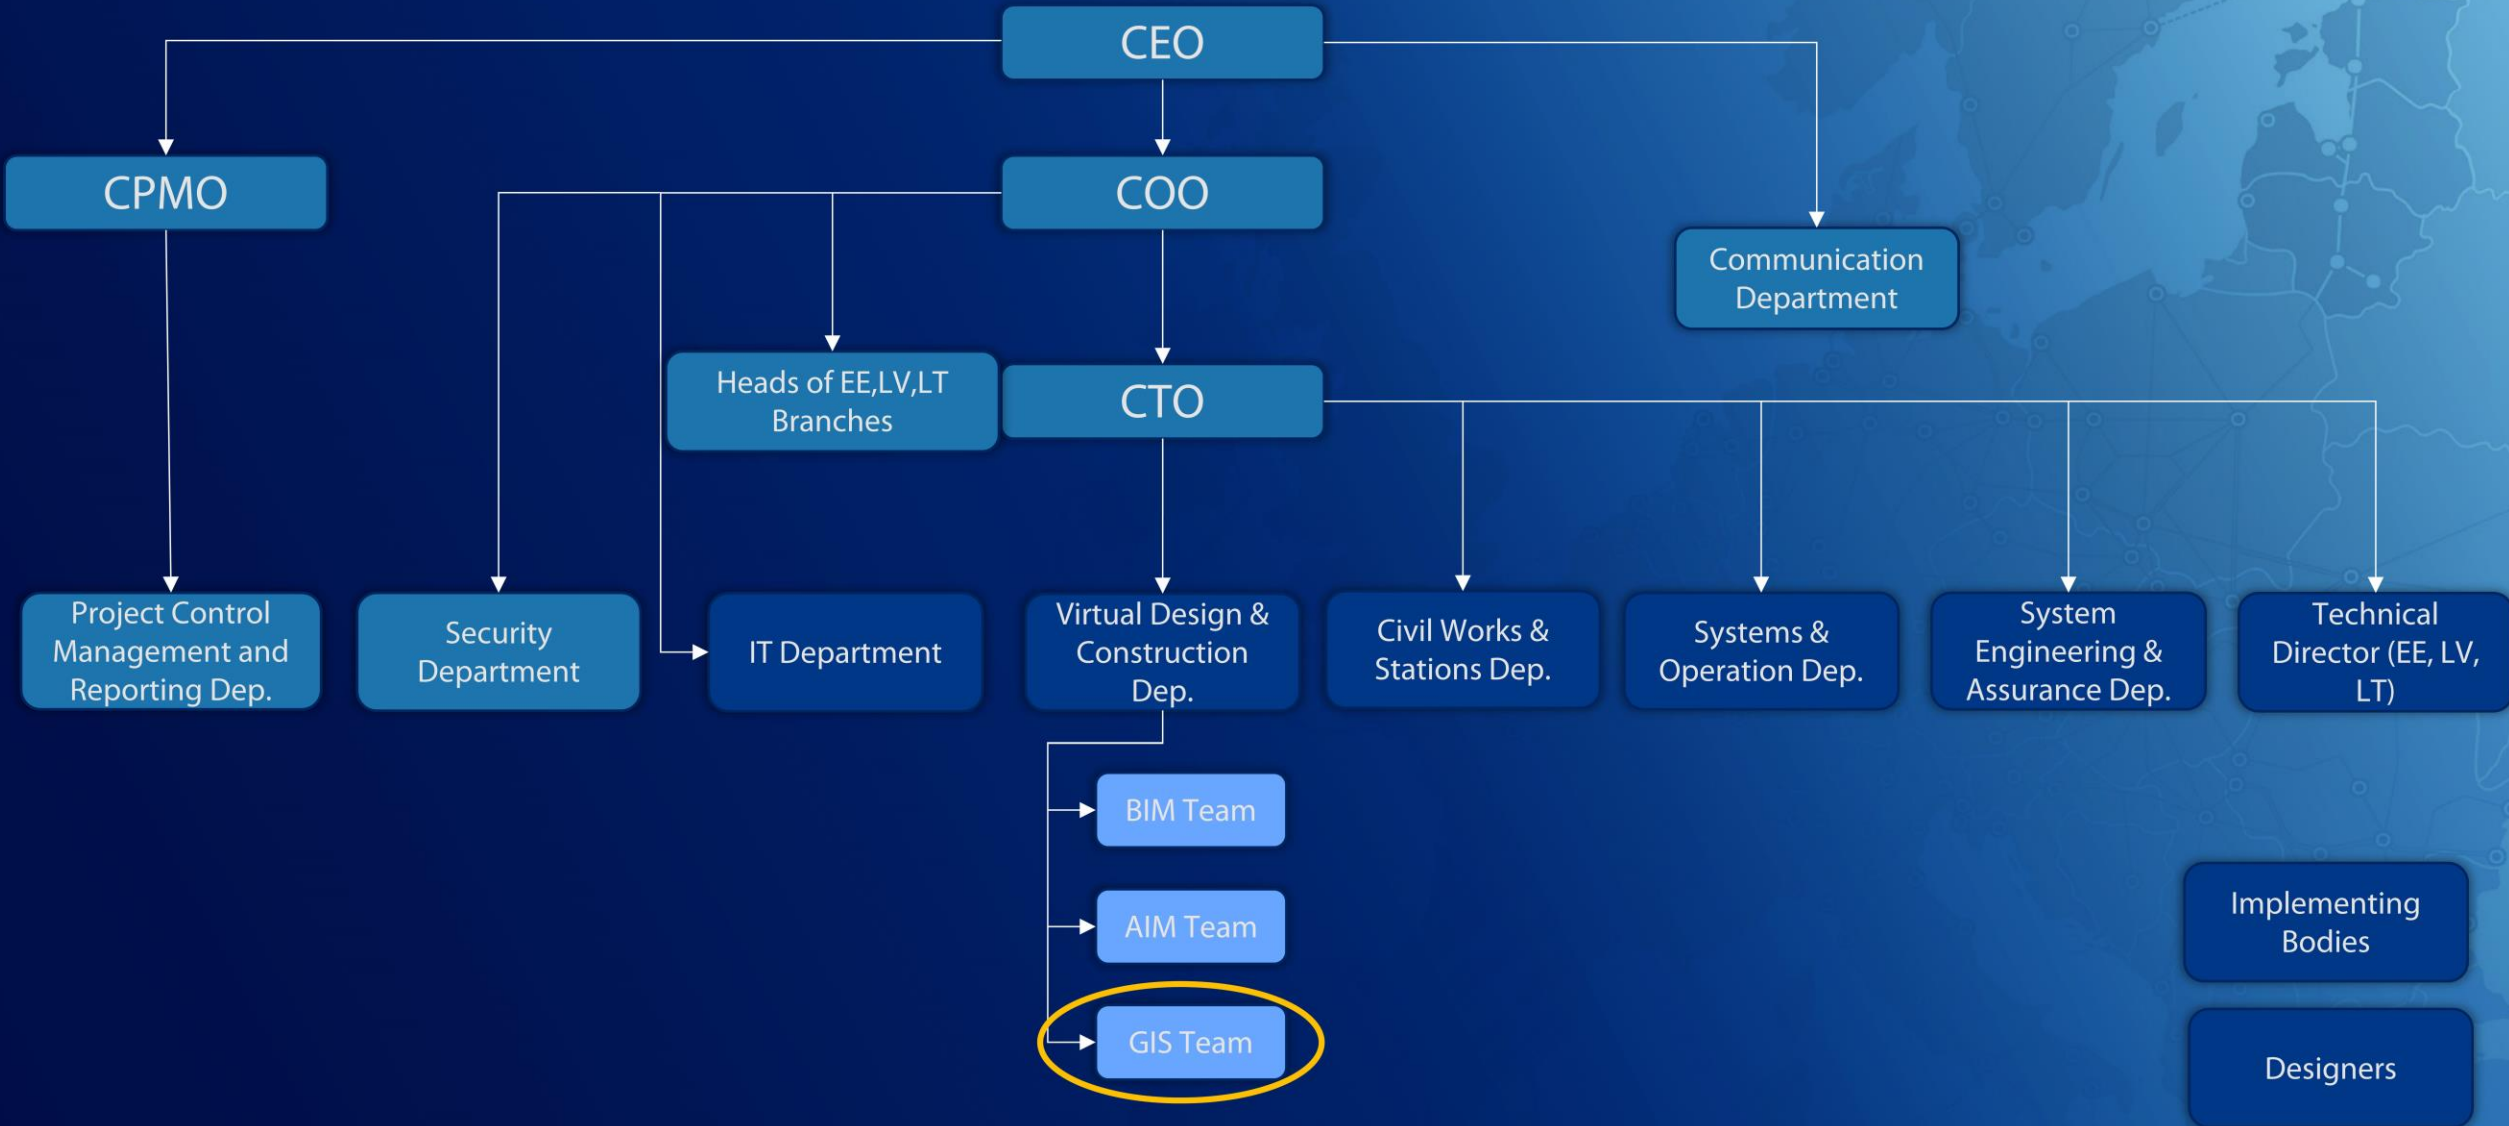 CEO
CPMO
COO
Communication
Department
Heads of EE,LV,LT
Branches
CTO
Project Control
Management and
Reporting Dep.
Security
Department
IT Department
Virtual Design &
Construction
Dep.
Civil Works &
Stations Dep.
Systems &
Operation Dep.
System
Engineering &
Assurance Dep.
Technical
Director (EE, LV,
LT)
BIM Team
AIM Team
GIS Team
Implementing
Bodies
Designers